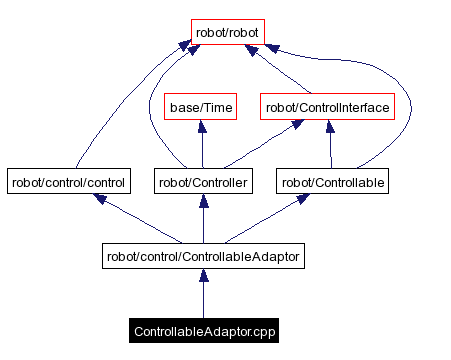 robot/robot
base/Time
robot/ControlInterface
robot/control/control
robot/Controller
robot/Controllable
robot/control/ControllableAdaptor
ControllableAdaptor.cpp